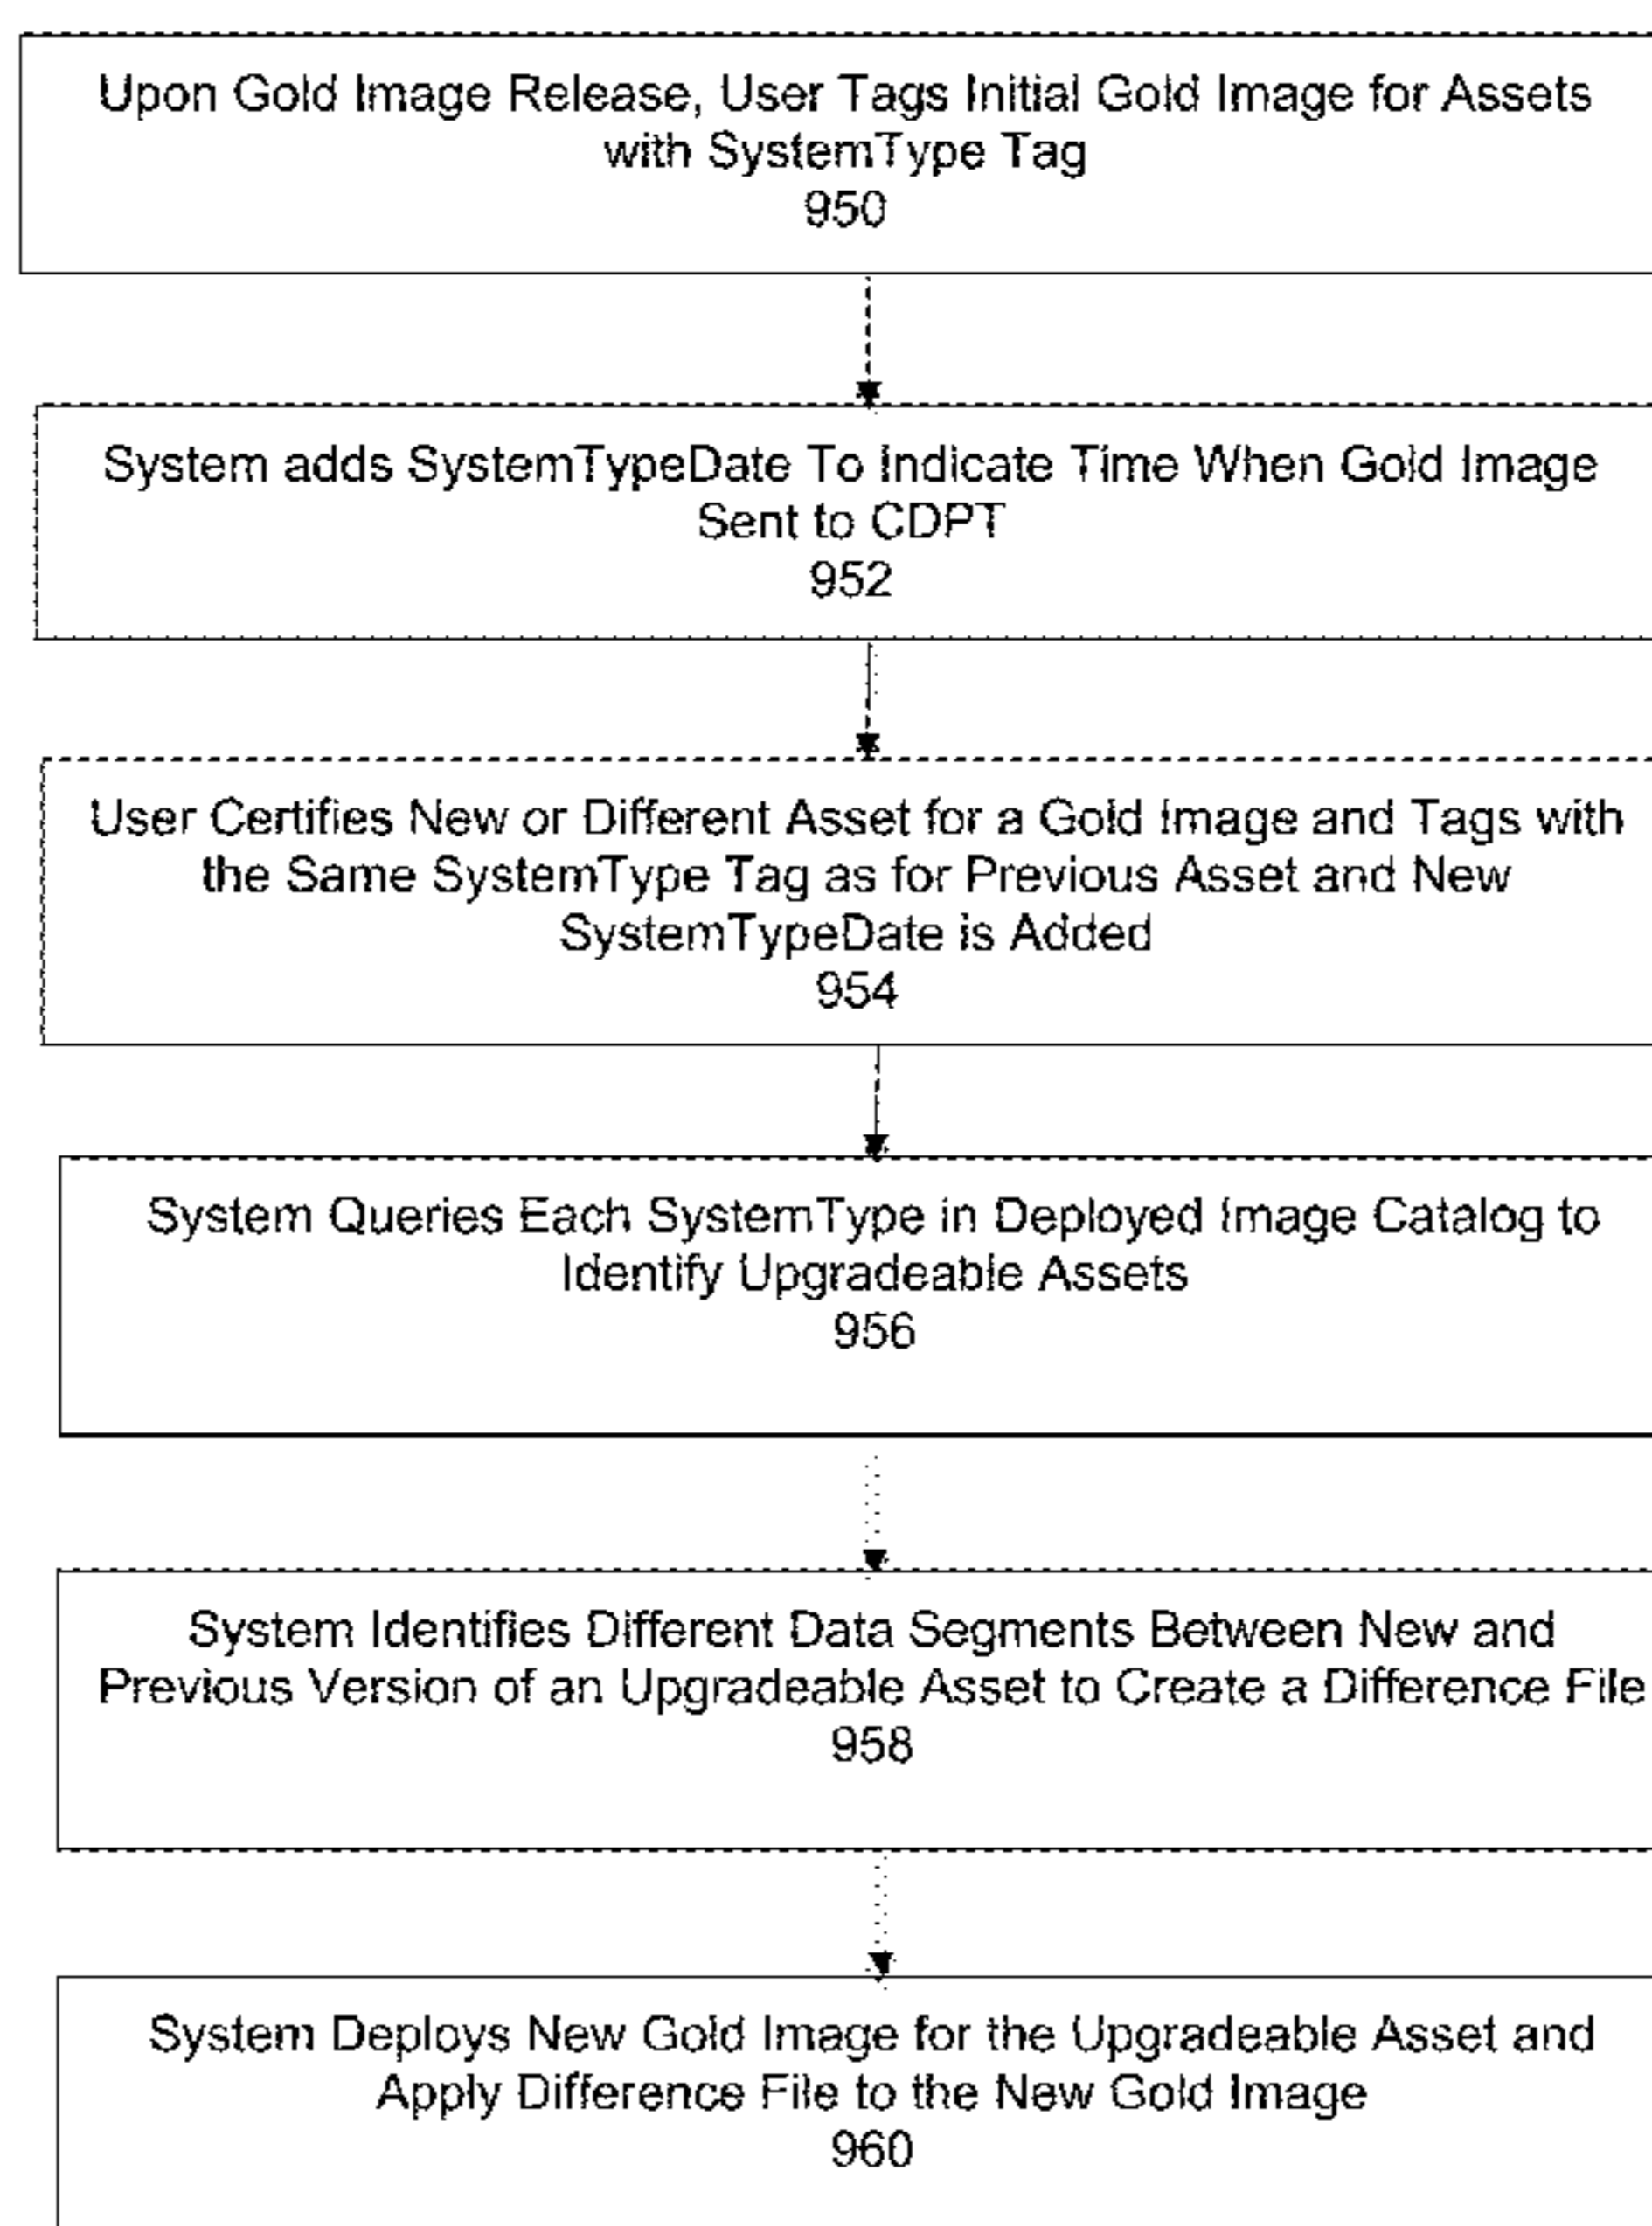 Upon Gold Image Release, User Tags Initial Gold Image for Assets
with SystemType Tag
950
System adds SystemTypeDate To Indicate Time When Gold Image
Sent to CDPT
952
User Certifies New or Different Asset for a Gold Image and Tags with
the Same SystemType Tag as for Previous Asset and New
SystemTypeDate is Added
954
System Queries Each SystemType in Deployed Image Catalog to
Identify Upgradeable Assets
956
System Identifies Different Data Segments Between New and
Previous Version of an Upgradeable Asset to Create a Difference File
958
System Deploys New Gold Image for the Upgradeable Asset and
Apply Difference File to the New Gold Image
960